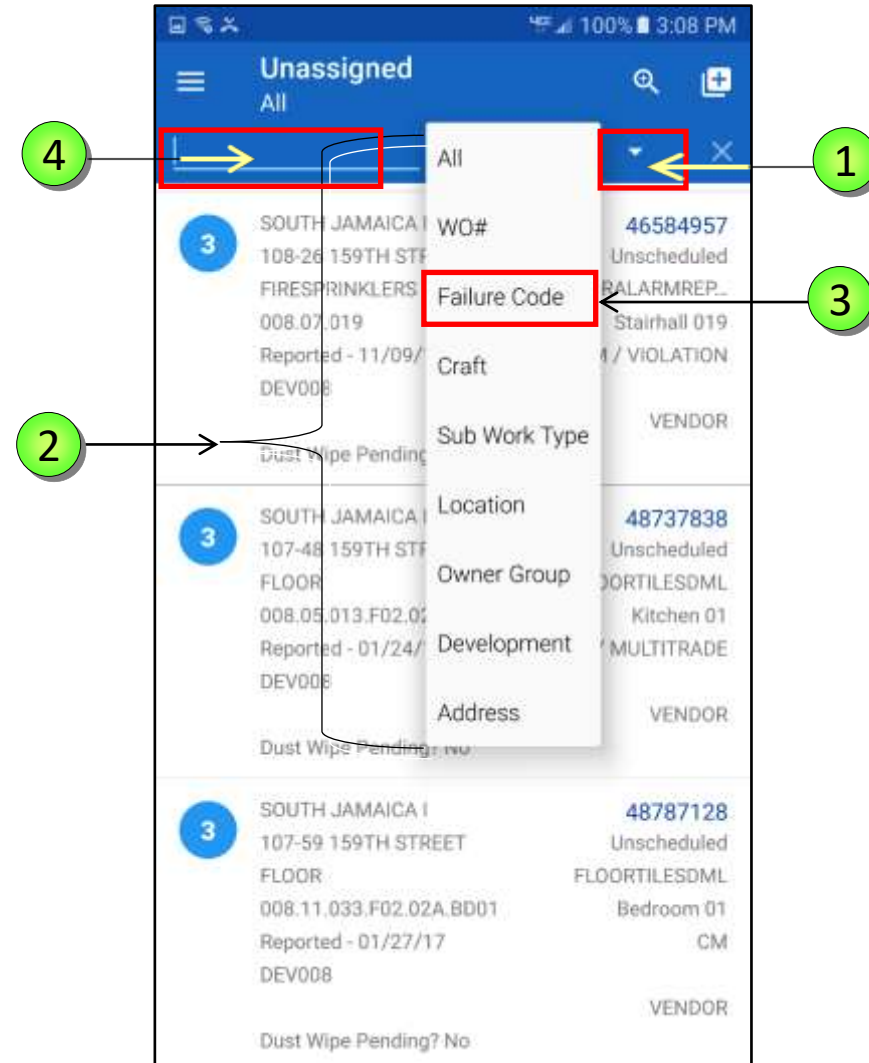 100% 3:08 PM
Unassigned
All
4
1
All
WO#
Failure Code
Craft
Sub Work Type
Location
Owner Group
Development
Address
3
2
3
SOUTH JAMAICA I
46584957
108-26 159TH
Unscheduled
FIRESPRINKLERS
RALARMREP...
008.07.019
Stairhall 019
Reported - 11/09/
/ VIOLATION
DEV008
VENDOR
Dust Wipe Pending
3
SOUTH JAMAICA I
48737838
107-48 159TH
Unscheduled
FLOOR
OORTILESDML
008.05.013.F02.02
Kitchen 01
Reported - 01/24/
/ MULTITRADE
DEV008
VENDOR
Dust Wipe Pending? No
3
SOUTH JAMAICA I
48787128
107-59 159TH STREET
Unscheduled
FLOOR
FLOORTILESDML
008.11.033.F02.02A.BD01
Bedroom 01
Reported - 01/27/17
CM
DEV008
VENDOR
Dust Wipe Pending? No